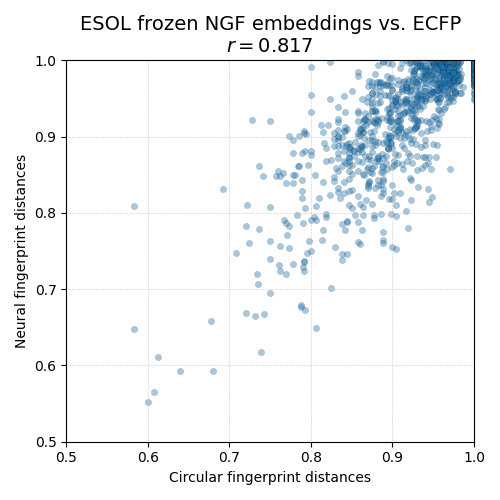 ESOL frozen NGF embeddings vs. ECFP
r = 0.817
1.0
0.9
0.8
0.7
0.6
0.5
Neural fingerprint distances
0.5 0.6 0.7 0.8 0.9 1.0
Circular fingerprint distances